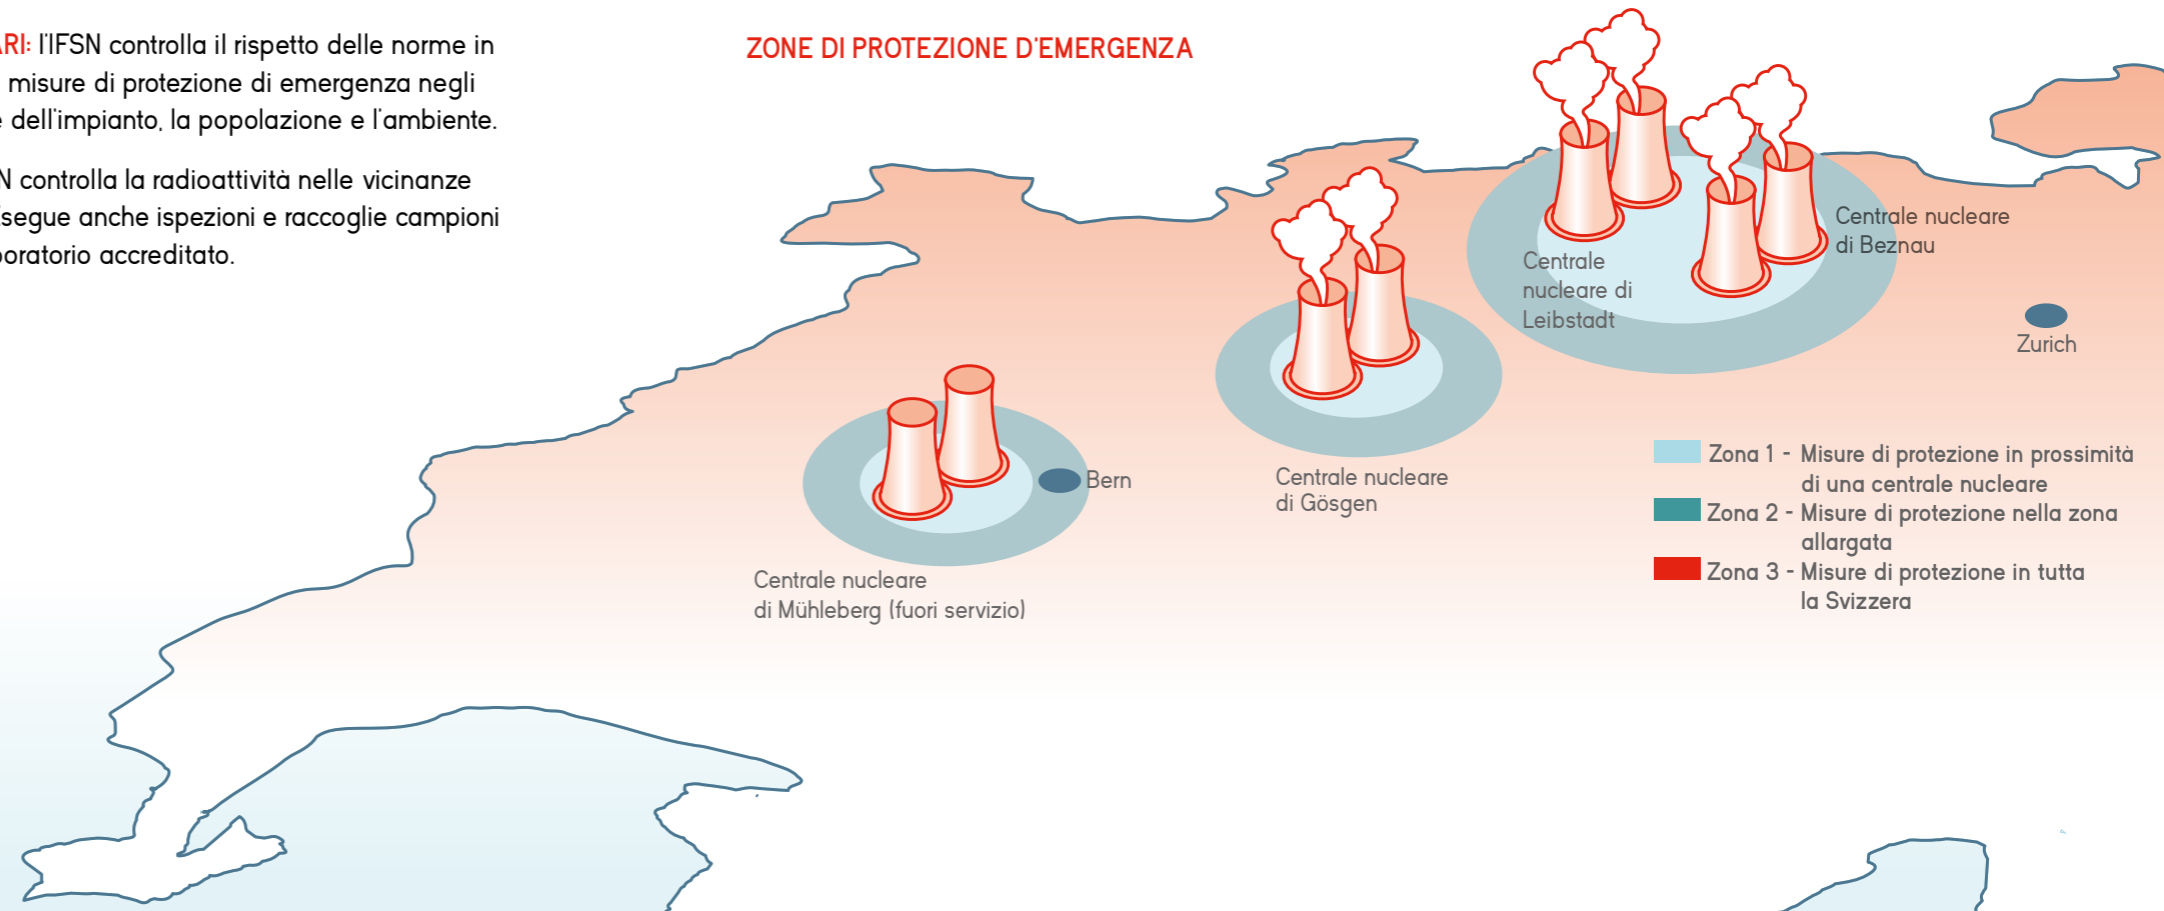 ARI: l'IFSN controlla il rispetto delle norme in
misure di protezione di emergenza negli
dell'impianto, la popolazione e l'ambiente.
N controlla la radioattività nelle vicinanze
Esegue anche ispezioni e raccoglie campioni
boratorio accreditato.
ZONE DI PROTEZIONE D'EMERGENZA
Centrale nucleare
di Beznau
Centrale
nucleare di
Leibstadt
Zurich
Bern
Centrale nucleare
di Gösgen
Centrale nucleare
di Mühleberg (fuori servizio)
Zona 1 - Misure di protezione in prossimità
di una centrale nucleare
Zona 2 - Misure di protezione nella zona
allargata
Zona 3 - Misure di protezione in tutta
la Svizzera